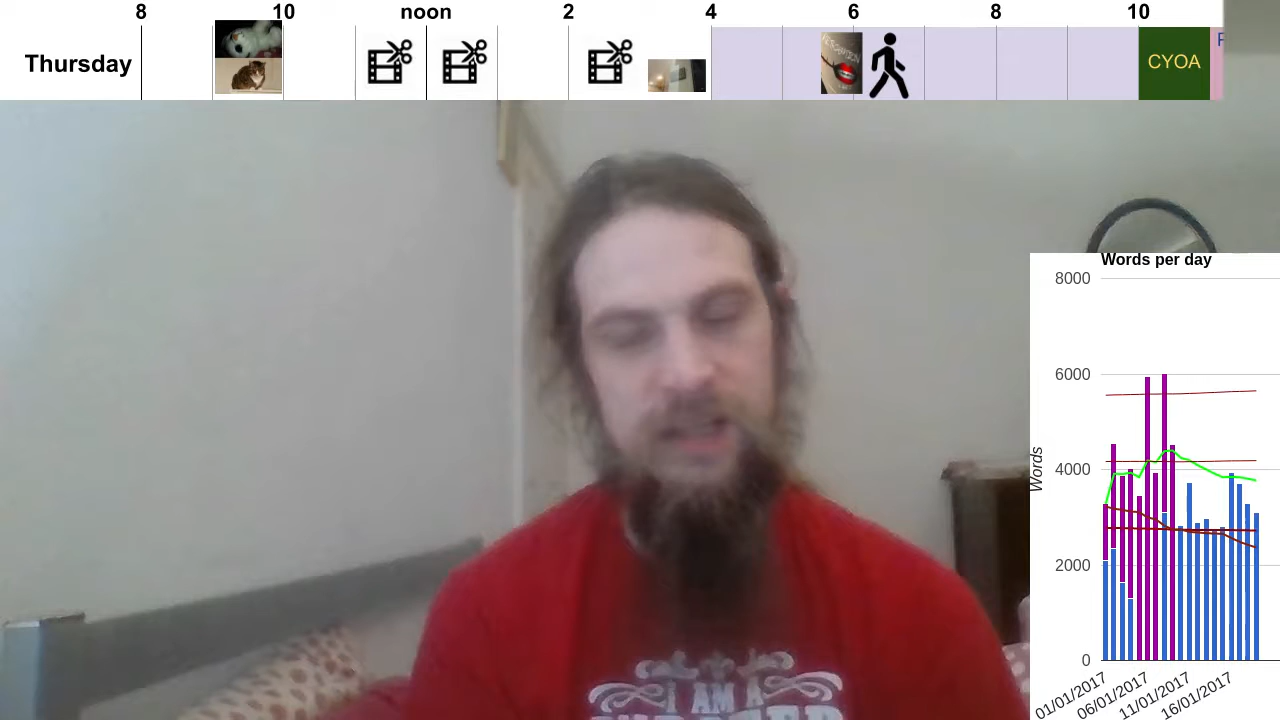 8 10 noon 2 4 6 8 10
Thursday
CYOA
Words per day
8000
6000
4000
2000
0
Words
01/01/2017
06/01/2017
11/01/2017
16/01/2017
I AM A